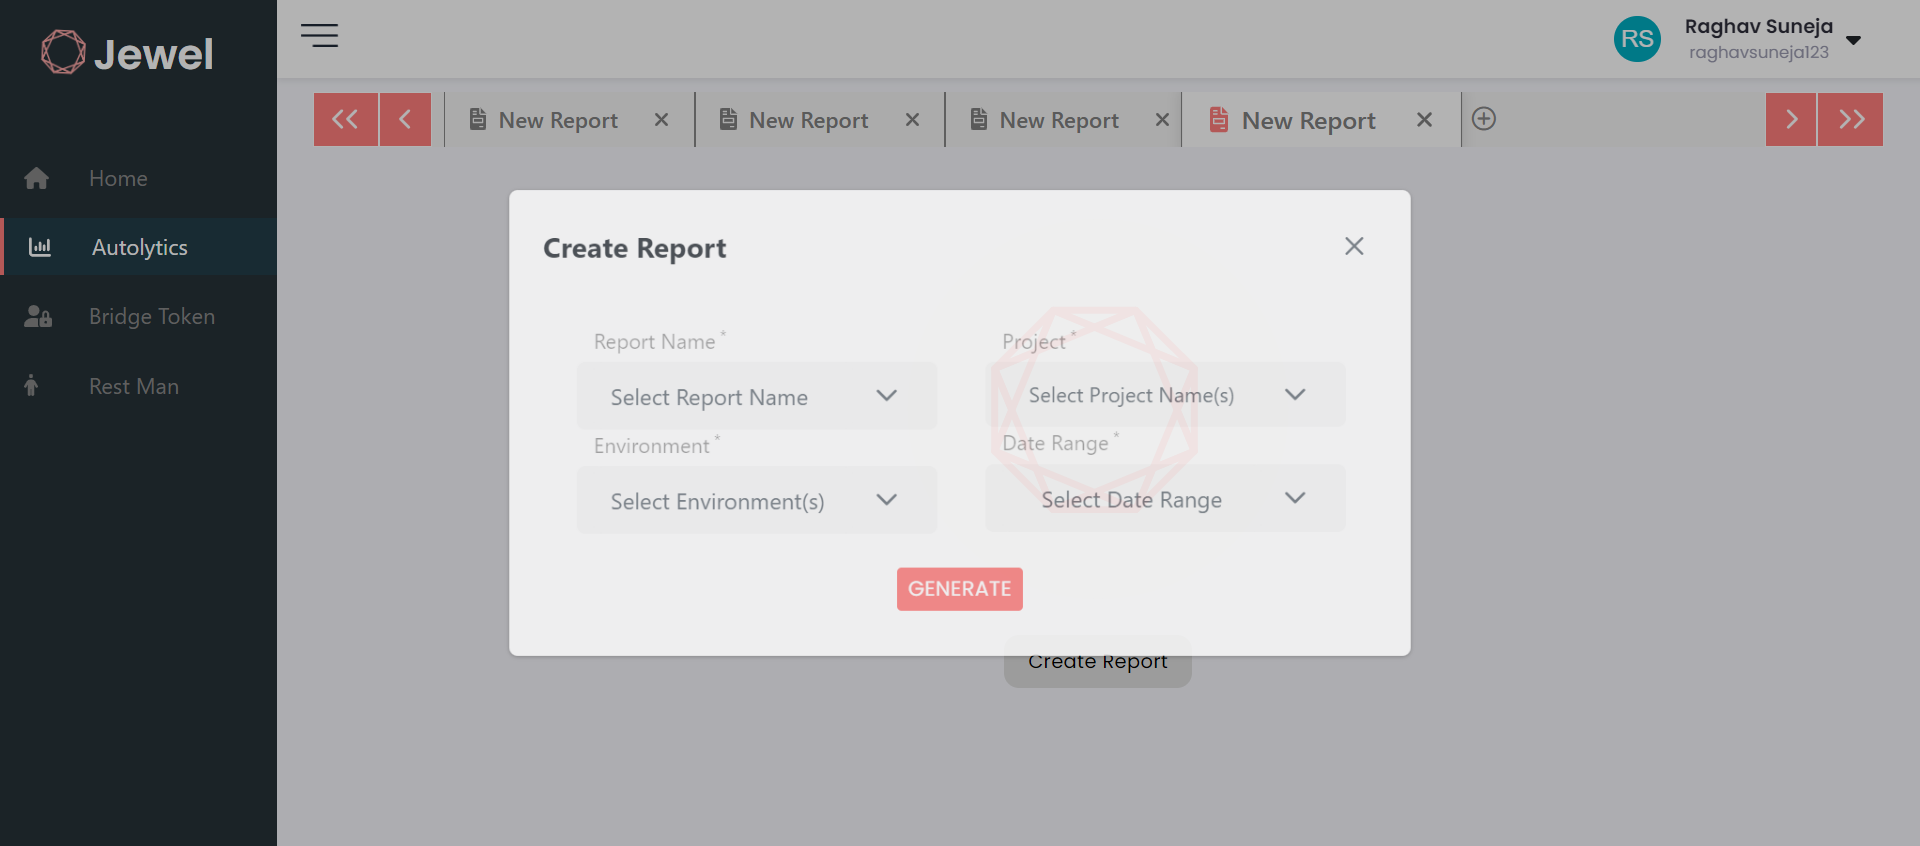 Jewel
RS
Raghav Suneja
raghavsuneja123
New Report
New Report
New Report
New Report
Home
Autolytics
Bridge Token
Rest Man
Create Report
Report Name *
Project *
Select Report Name
Select Project Name(s)
Environment *
Date Range *
Select Environment(s)
Select Date Range
GENERATE
Create Report